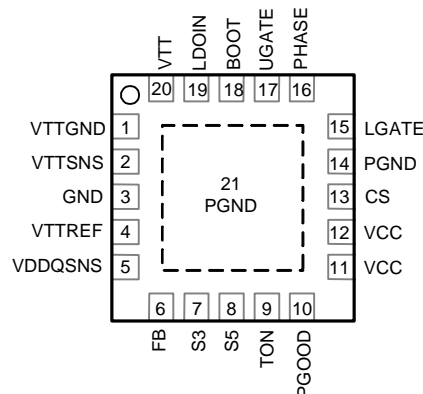 VTT
LDOIN
BOOT
UGATE
PHASE
20 19 18 17 16
VTTGND 1
VTTSNS 2
GND 3
VTTREF 4
VDDQSNS 5
21
PGND
15 LGATE
14 PGND
13 CS
12 VCC
11 VCC
6 7 8 9 10
FB
S3
S5
TON
PGOOD